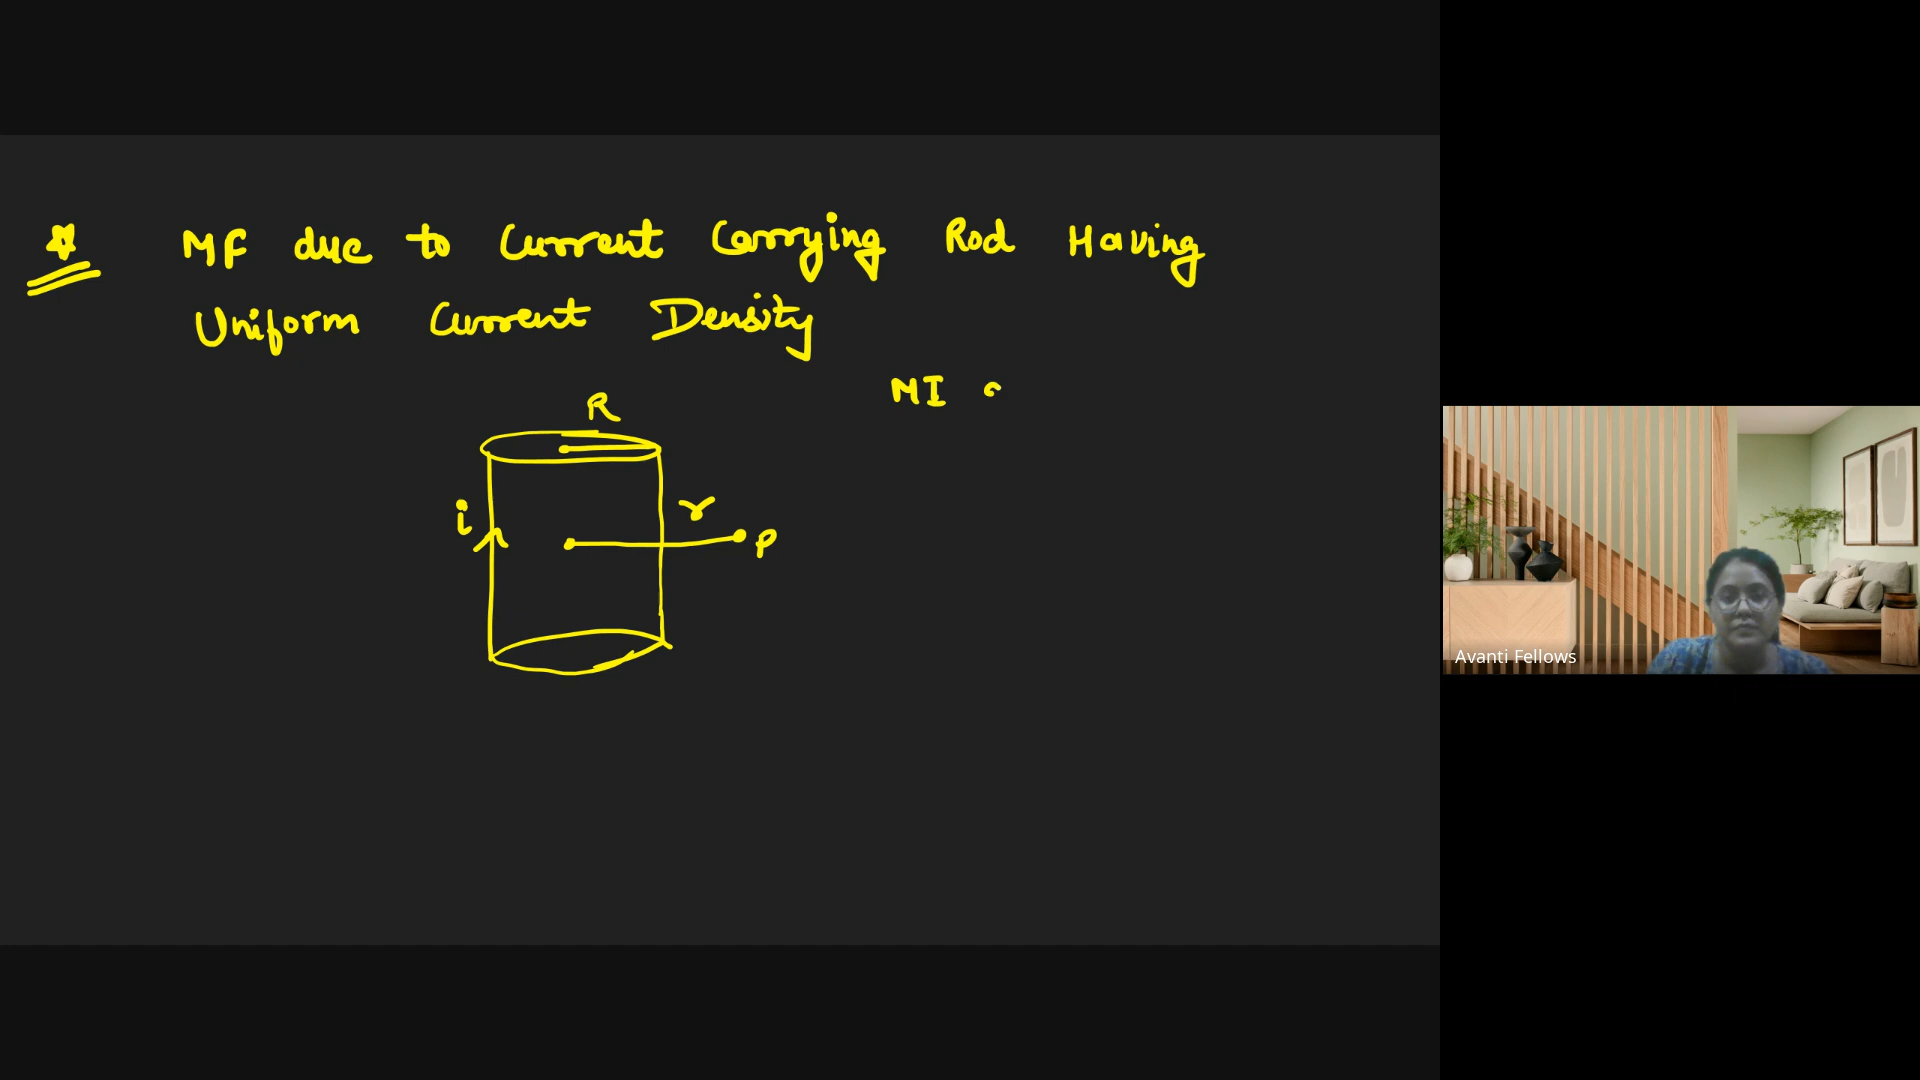 MF due to Current Carrying Rod Having
Uniform Current Density
MI
R
i
r
P
Avanti Fellows